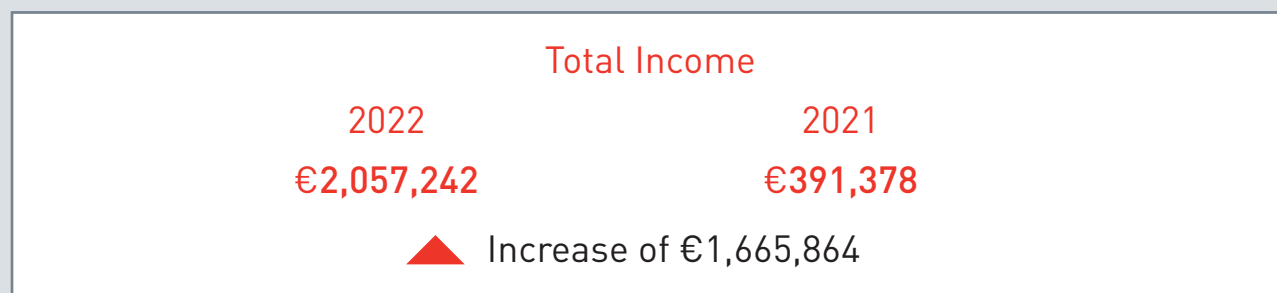 Total Income
2022 2021
€2,057,242 €391,378
Increase of €1,665,864